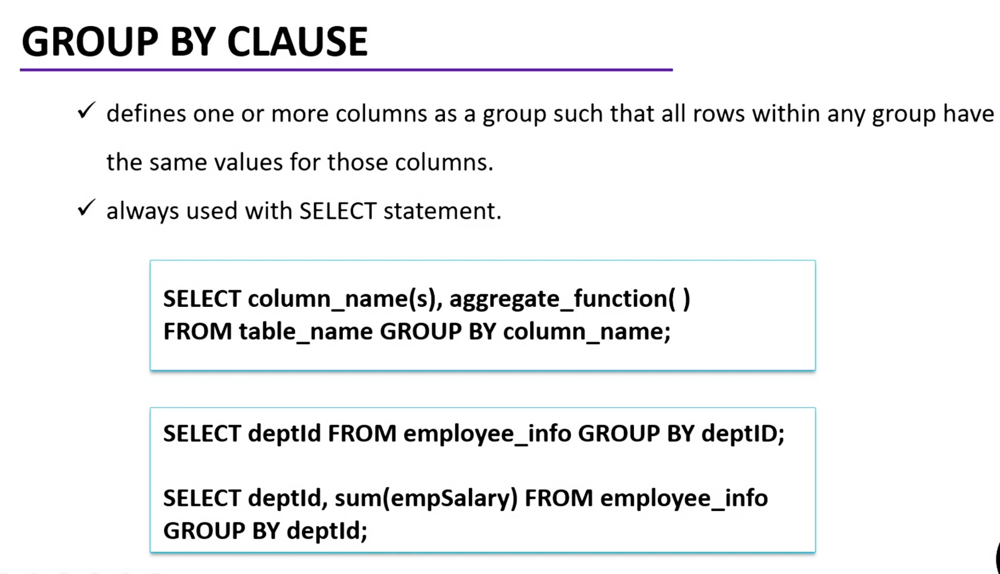 GROUP BY CLAUSE
✓ defines one or more columns as a group such that all rows within any group have
the same values for those columns.
✓ always used with SELECT statement.
SELECT column_name(s), aggregate_function( )
FROM table_name GROUP BY column_name;
SELECT deptId FROM employee_info GROUP BY deptID;
SELECT deptId, sum(empSalary) FROM employee_info
GROUP BY deptId;